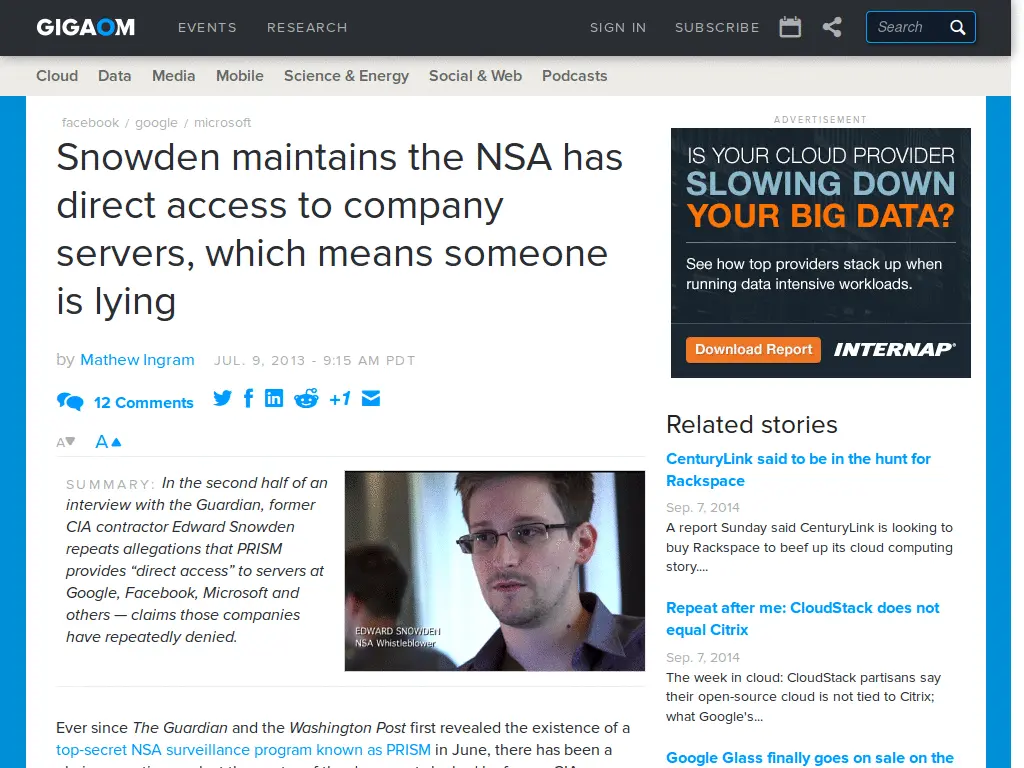 GIGAOM EVENTS RESEARCH SIGN IN SUBSCRIBE Search
Cloud Data Media Mobile Science & Energy Social & Web Podcasts
facebook / google / microsoft
Snowden maintains the NSA has
direct access to company
servers, which means someone
is lying
by Mathew Ingram JUL. 9, 2013 - 9:15 AM PDT
12 Comments +1
A▼ A▲
SUMMARY: In the second half of an
interview with the Guardian, former
CIA contractor Edward Snowden
repeats allegations that PRISM
provides “direct access” to servers at
Google, Facebook, Microsoft and
others — claims those companies
have repeatedly denied.
EDWARD SNOWDEN
NSA Whistleblower
Ever since The Guardian and the Washington Post first revealed the existence of a
top-secret NSA surveillance program known as PRISM in June, there has been a
ADVERTISEMENT
IS YOUR CLOUD PROVIDER
SLOWING DOWN
YOUR BIG DATA?
See how top providers stack up when
running data intensive workloads.
Download Report INTERNAP
Related stories
CenturyLink said to be in the hunt for
Rackspace
Sep. 7, 2014
A report Sunday said CenturyLink is looking to
buy Rackspace to beef up its cloud computing
story....
Repeat after me: CloudStack does not
equal Citrix
Sep. 7, 2014
The week in cloud: CloudStack partisans say
their open-source cloud is not tied to Citrix;
what Google's...
Google Glass finally goes on sale on the